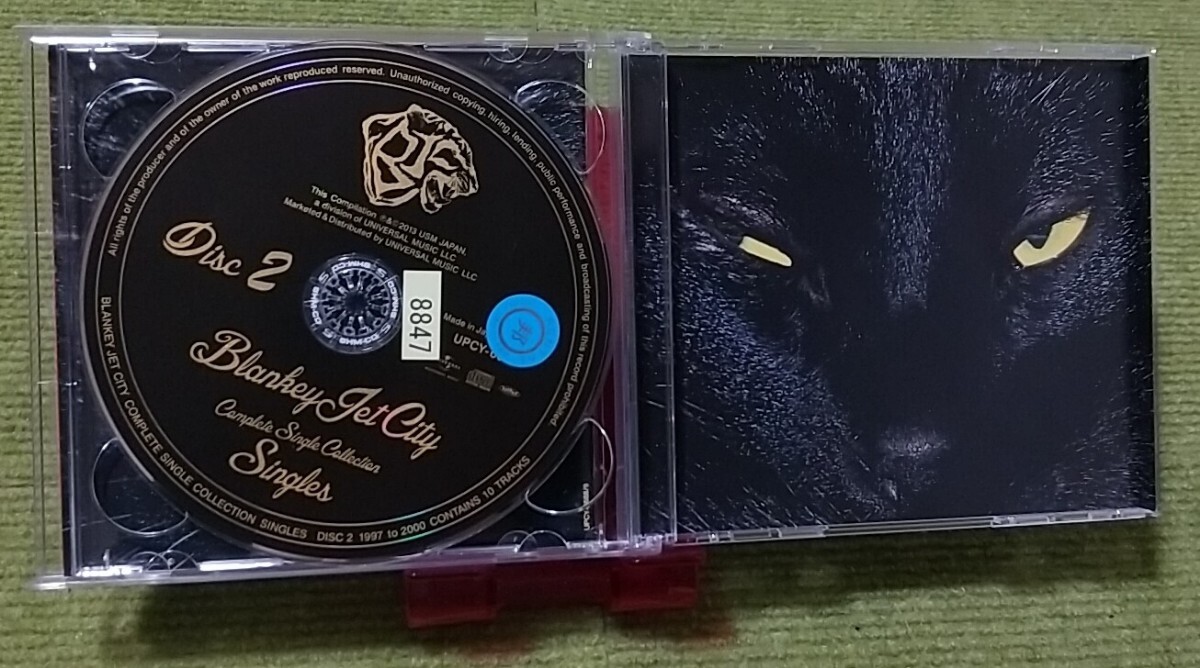 All rights of the producer and of the owner of the work reproduced reserved. Unauthorized copying, hiring, lending, public performance and broadcasting of this record prohibited
This Compilation ℗&©2013 USM JAPAN,
a division of UNIVERSAL MUSIC LLC
Marketed & Distributed by UNIVERSAL MUSIC LLC
Disc 2
8847
Made in
UPCY-
Blankey Jet City
Complete Single Collection
Singles
BLANKEY JET CITY COMPLETE SINGLE COLLECTION SINGLES DISC 2 1997 to 2000 CONTAINS 10 TRACKS